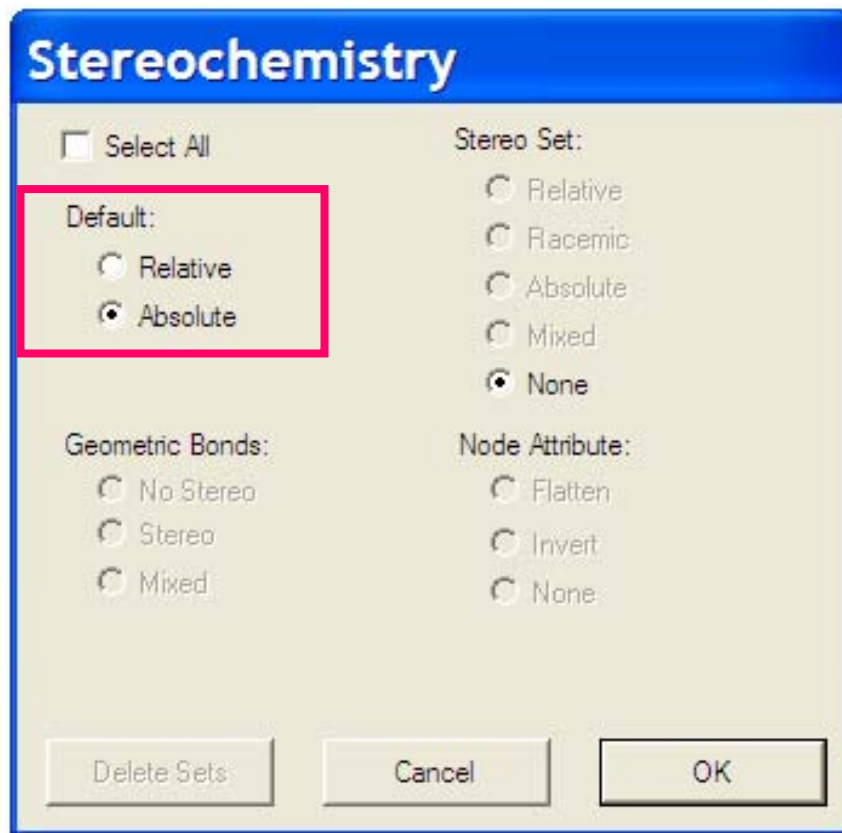 Stereochemistry
Select All
Default:
Relative
Absolute
Stereo Set:
Relative
Racemic
Absolute
Mixed
None
Geometric Bonds:
No Stereo
Stereo
Mixed
Node Attribute:
Flatten
Invert
None
Delete Sets
Cancel
OK